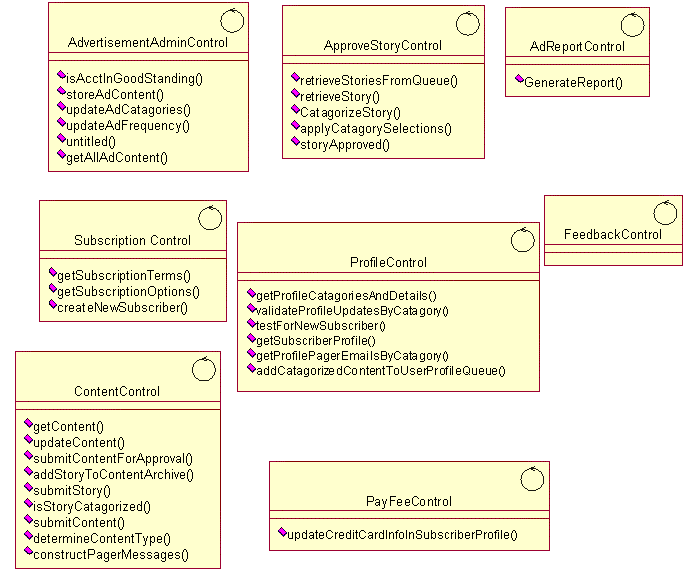 AdvertisementAdminControl
isAcctInGoodStanding()
storeAdContent()
updateAdCatagories()
updateAdFrequency()
untitled()
getAllAdContent()
ApproveStoryControl
retrieveStoriesFromQueue()
retrieveStory()
CatagorizeStory()
applyCatagorySelections()
storyApproved()
AdReportControl
GenerateReport()
Subscription Control
getSubscriptionTerms()
getSubscriptionOptions()
createNewSubscriber()
ProfileControl
getProfileCatagoriesAndDetails()
validateProfileUpdatesByCatagory()
testForNewSubscriber()
getSubscriberProfile()
getProfilePagerEmailsByCatagory()
addCatagorizedContentToUserProfileQueue()
FeedbackControl
ContentControl
getContent()
updateContent()
submitContentForApproval()
addStoryToContentArchive()
submitStory()
isStoryCatagorized()
submitContent()
determineContentType()
constructPagerMessages()
PayFeeControl
updateCreditCardInfoInSubscriberProfile()